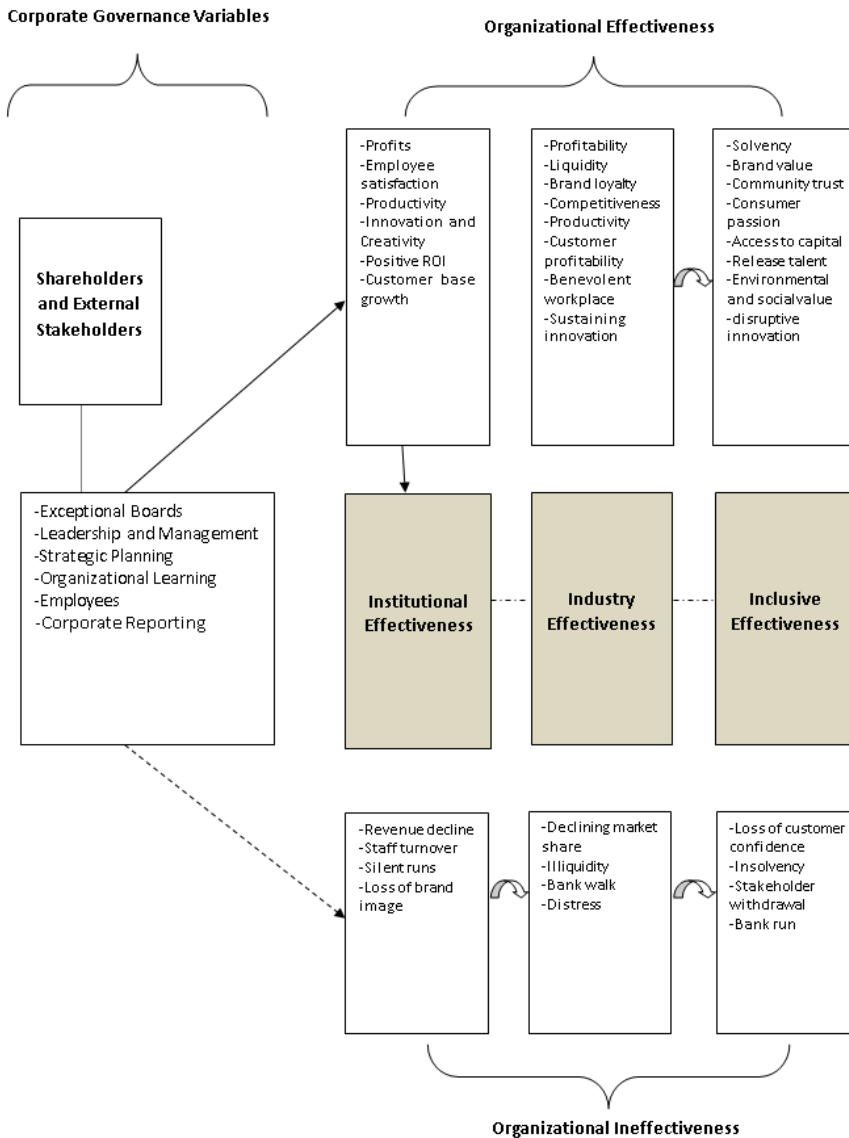 Corporate Governance Variables
Organizational Effectiveness
Shareholders
and External
Stakeholders
-Exceptional Boards
-Leadership and Management
-Strategic Planning
-Organizational Learning
-Employees
-Corporate Reporting
-Profits
-Employee
satisfaction
-Productivity
-Innovation and
Creativity
-Positive ROI
-Customer base
growth
-Profitability
-Liquidity
-Brand loyalty
-Competitiveness
-Productivity
-Customer
profitability
-Benevolent
workplace
-Sustaining
innovation
-Solvency
-Brand value
-Community trust
-Consumer
passion
-Access to capital
-Release talent
-Environmental
and socialvalue
-disruptive
innovation
Institutional
Effectiveness
Industry
Effectiveness
Inclusive
Effectiveness
-Revenue decline
-Staff turnover
-Silent runs
-Loss of brand
image
-Declining market
share
-Illiquidity
-Bank walk
-Distress
-Loss of customer
confidence
-Insolvency
-Stakeholder
withdrawal
-Bank run
Organizational Ineffectiveness